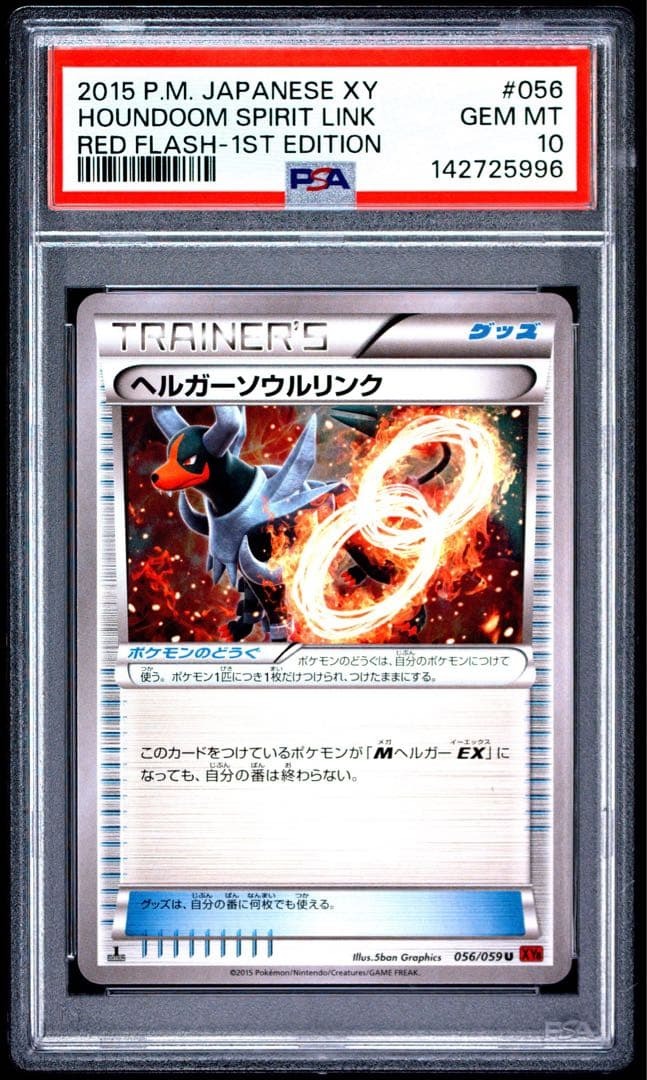 2015 P.M. JAPANESE XY #056
HOUNDOOM SPIRIT LINK GEM MT
RED FLASH-1ST EDITION 10
142725996
PSA
TRAINER'S グッズ
ヘルガーソウルリンク
ポケモンのどうぐ ポケモンのどうぐは、自分のポケモンにつけて
使う。ポケモン1匹につき1枚だけつけられ、つけたままにする。
このカードをつけているポケモンが「MヘルガーEX」に
なっても、自分の番は終わらない。
グッズは、自分の番に何枚でも使える。
1 Illus.5ban Graphics 056/059 U XY8
©2015 Pokémon/Nintendo/Creatures/GAME FREAK.
PSA